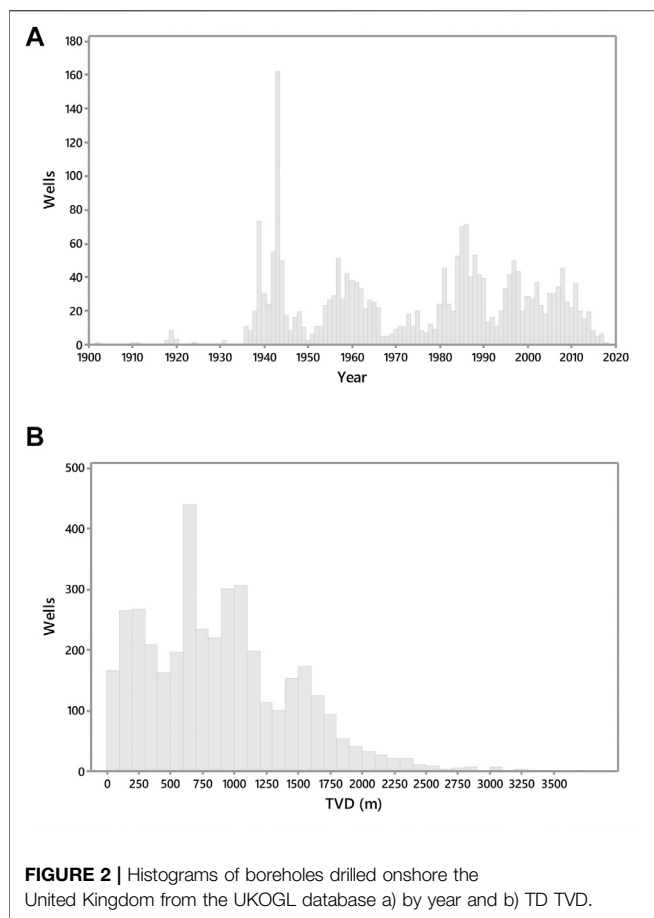 A
180
160
140
120
100
80
60
40
20
0
Wells
1900 1910 1920 1930 1940 1950 1960 1970 1980 1990 2000 2010 2020
Year
B
500
400
300
200
100
0
Wells
0 250 500 750 1000 1250 1500 1750 2000 2250 2500 2750 3000 3250 3500
TVD (m)
FIGURE 2 | Histograms of boreholes drilled onshore the
United Kingdom from the UKOGL database a) by year and b) TD TVD.